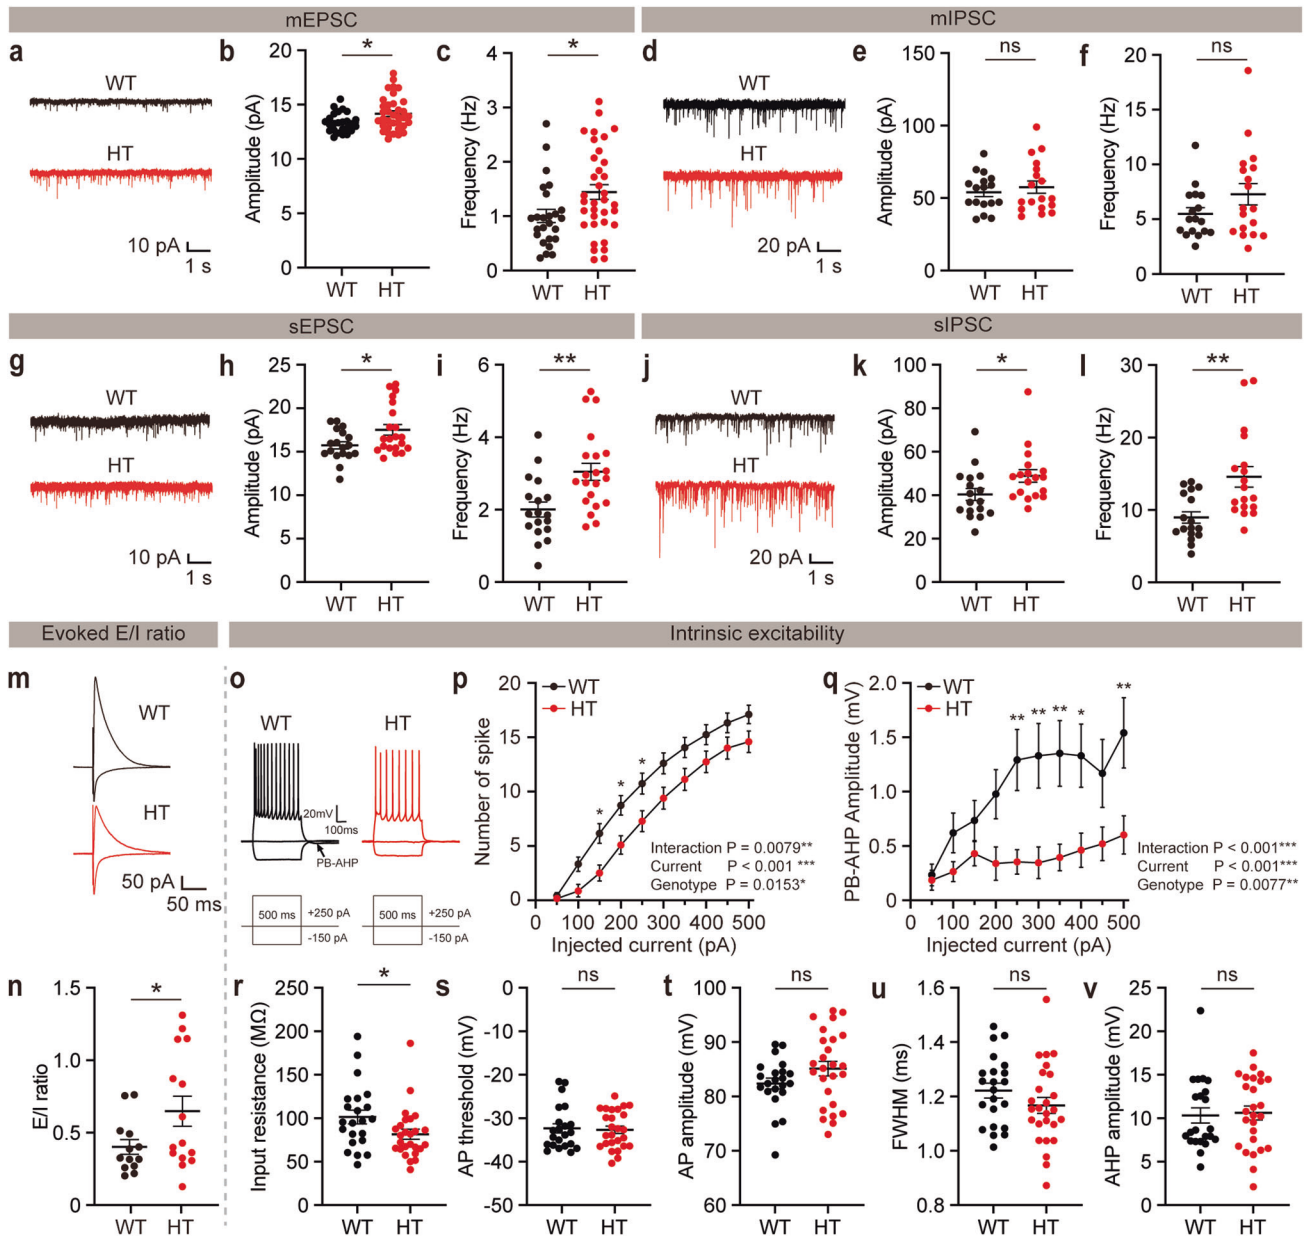 mEPSC
mIPSC
a
WT
HT
10 pA
1 s
b
*
Amplitude (pA)
20
15
10
5
0
WT HT
c
*
Frequency (Hz)
4
3
2
1
0
WT HT
d
WT
HT
20 pA
1 s
e
ns
Amplitude (pA)
150
100
50
0
WT HT
f
ns
Frequency (Hz)
20
15
10
5
0
WT HT
sEPSC
sIPSC
g
WT
HT
10 pA
1 s
h
*
Amplitude (pA)
25
20
15
10
5
0
WT HT
i
**
Frequency (Hz)
6
4
2
0
WT HT
j
WT
HT
20 pA
1 s
k
*
Amplitude (pA)
100
80
60
40
20
0
WT HT
l
**
Frequency (Hz)
30
20
10
0
WT HT
Evoked E/I ratio
Intrinsic excitability
m
WT
HT
50 pA
50 ms
o
WT HT
20mV
100ms
PB-AHP
500 ms +250 pA 500 ms +250 pA
-150 pA -150 pA
p
WT
HT
Number of spike
20
15
10
5
0
* * *
Interaction P = 0.0079**
Current P < 0.001 ***
Genotype P = 0.0153*
0 100 200 300 400 500
Injected current (pA)
q
WT
HT
PB-AHP Amplitude (mV)
2.0
1.5
1.0
0.5
0
** ** ** * **
Interaction P < 0.001***
Current P < 0.001***
Genotype P = 0.0077**
0 100 200 300 400 500
Injected current (pA)
n
*
E/I ratio
1.5
1.0
0.5
0
WT HT
r
*
Input resistance (MΩ)
250
200
150
100
50
0
WT HT
s
ns
AP threshold (mV)
0
-10
-20
-30
-40
-50
WT HT
t
ns
AP amplitude (mV)
100
90
80
70
60
WT HT
u
ns
FWHM (ms)
1.6
1.4
1.2
1.0
0.8
WT HT
v
ns
AHP amplitude (mV)
25
20
15
10
5
0
WT HT